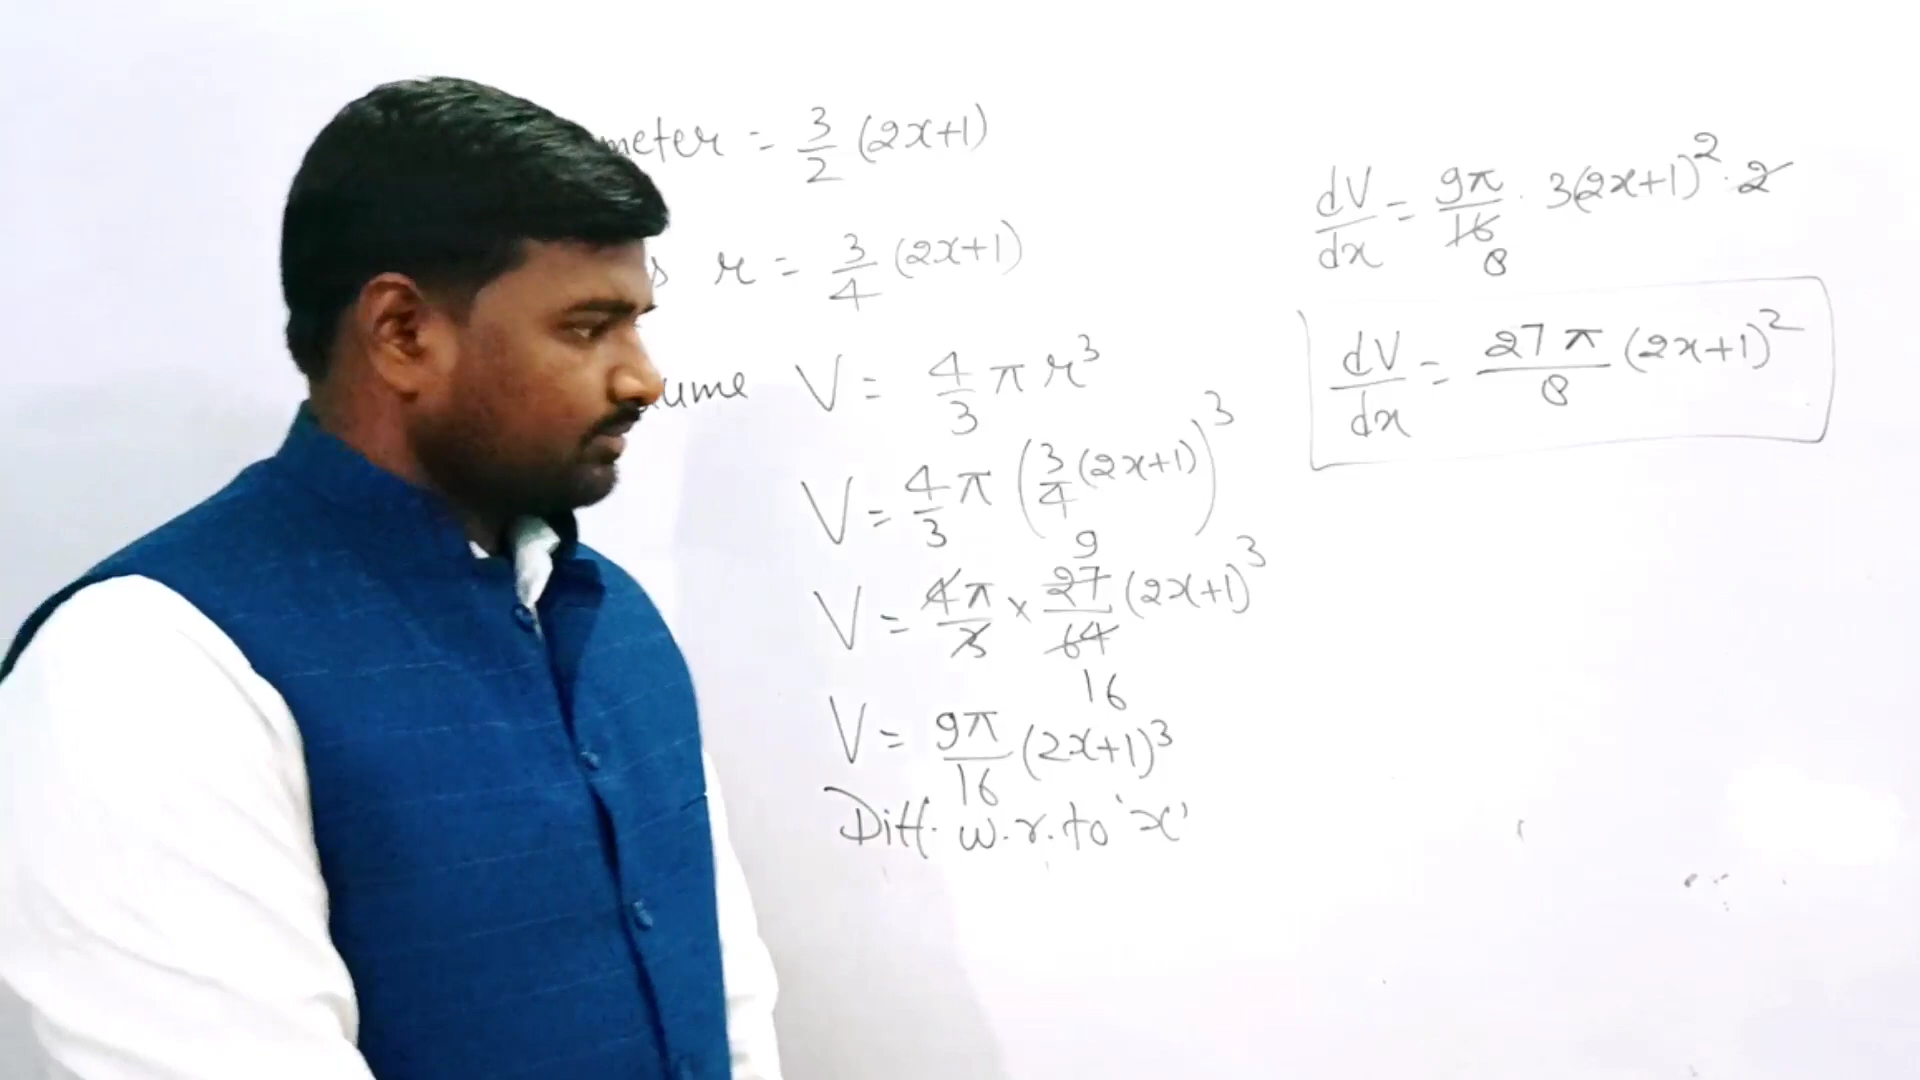 meter = 3/2 (2x+1)
s r = 3/4 (2x+1)
ume V = 4/3 π r³
V = 4/3 π (3/4 (2x+1))³
9
V = 4π/3 × 27/64 (2x+1)³
16
V = 9π/16 (2x+1)³
Diff. w.r.to 'x'
dV/dx = 9π/16 · 3(2x+1)² · 2
8
dV/dx = 27π/8 (2x+1)²